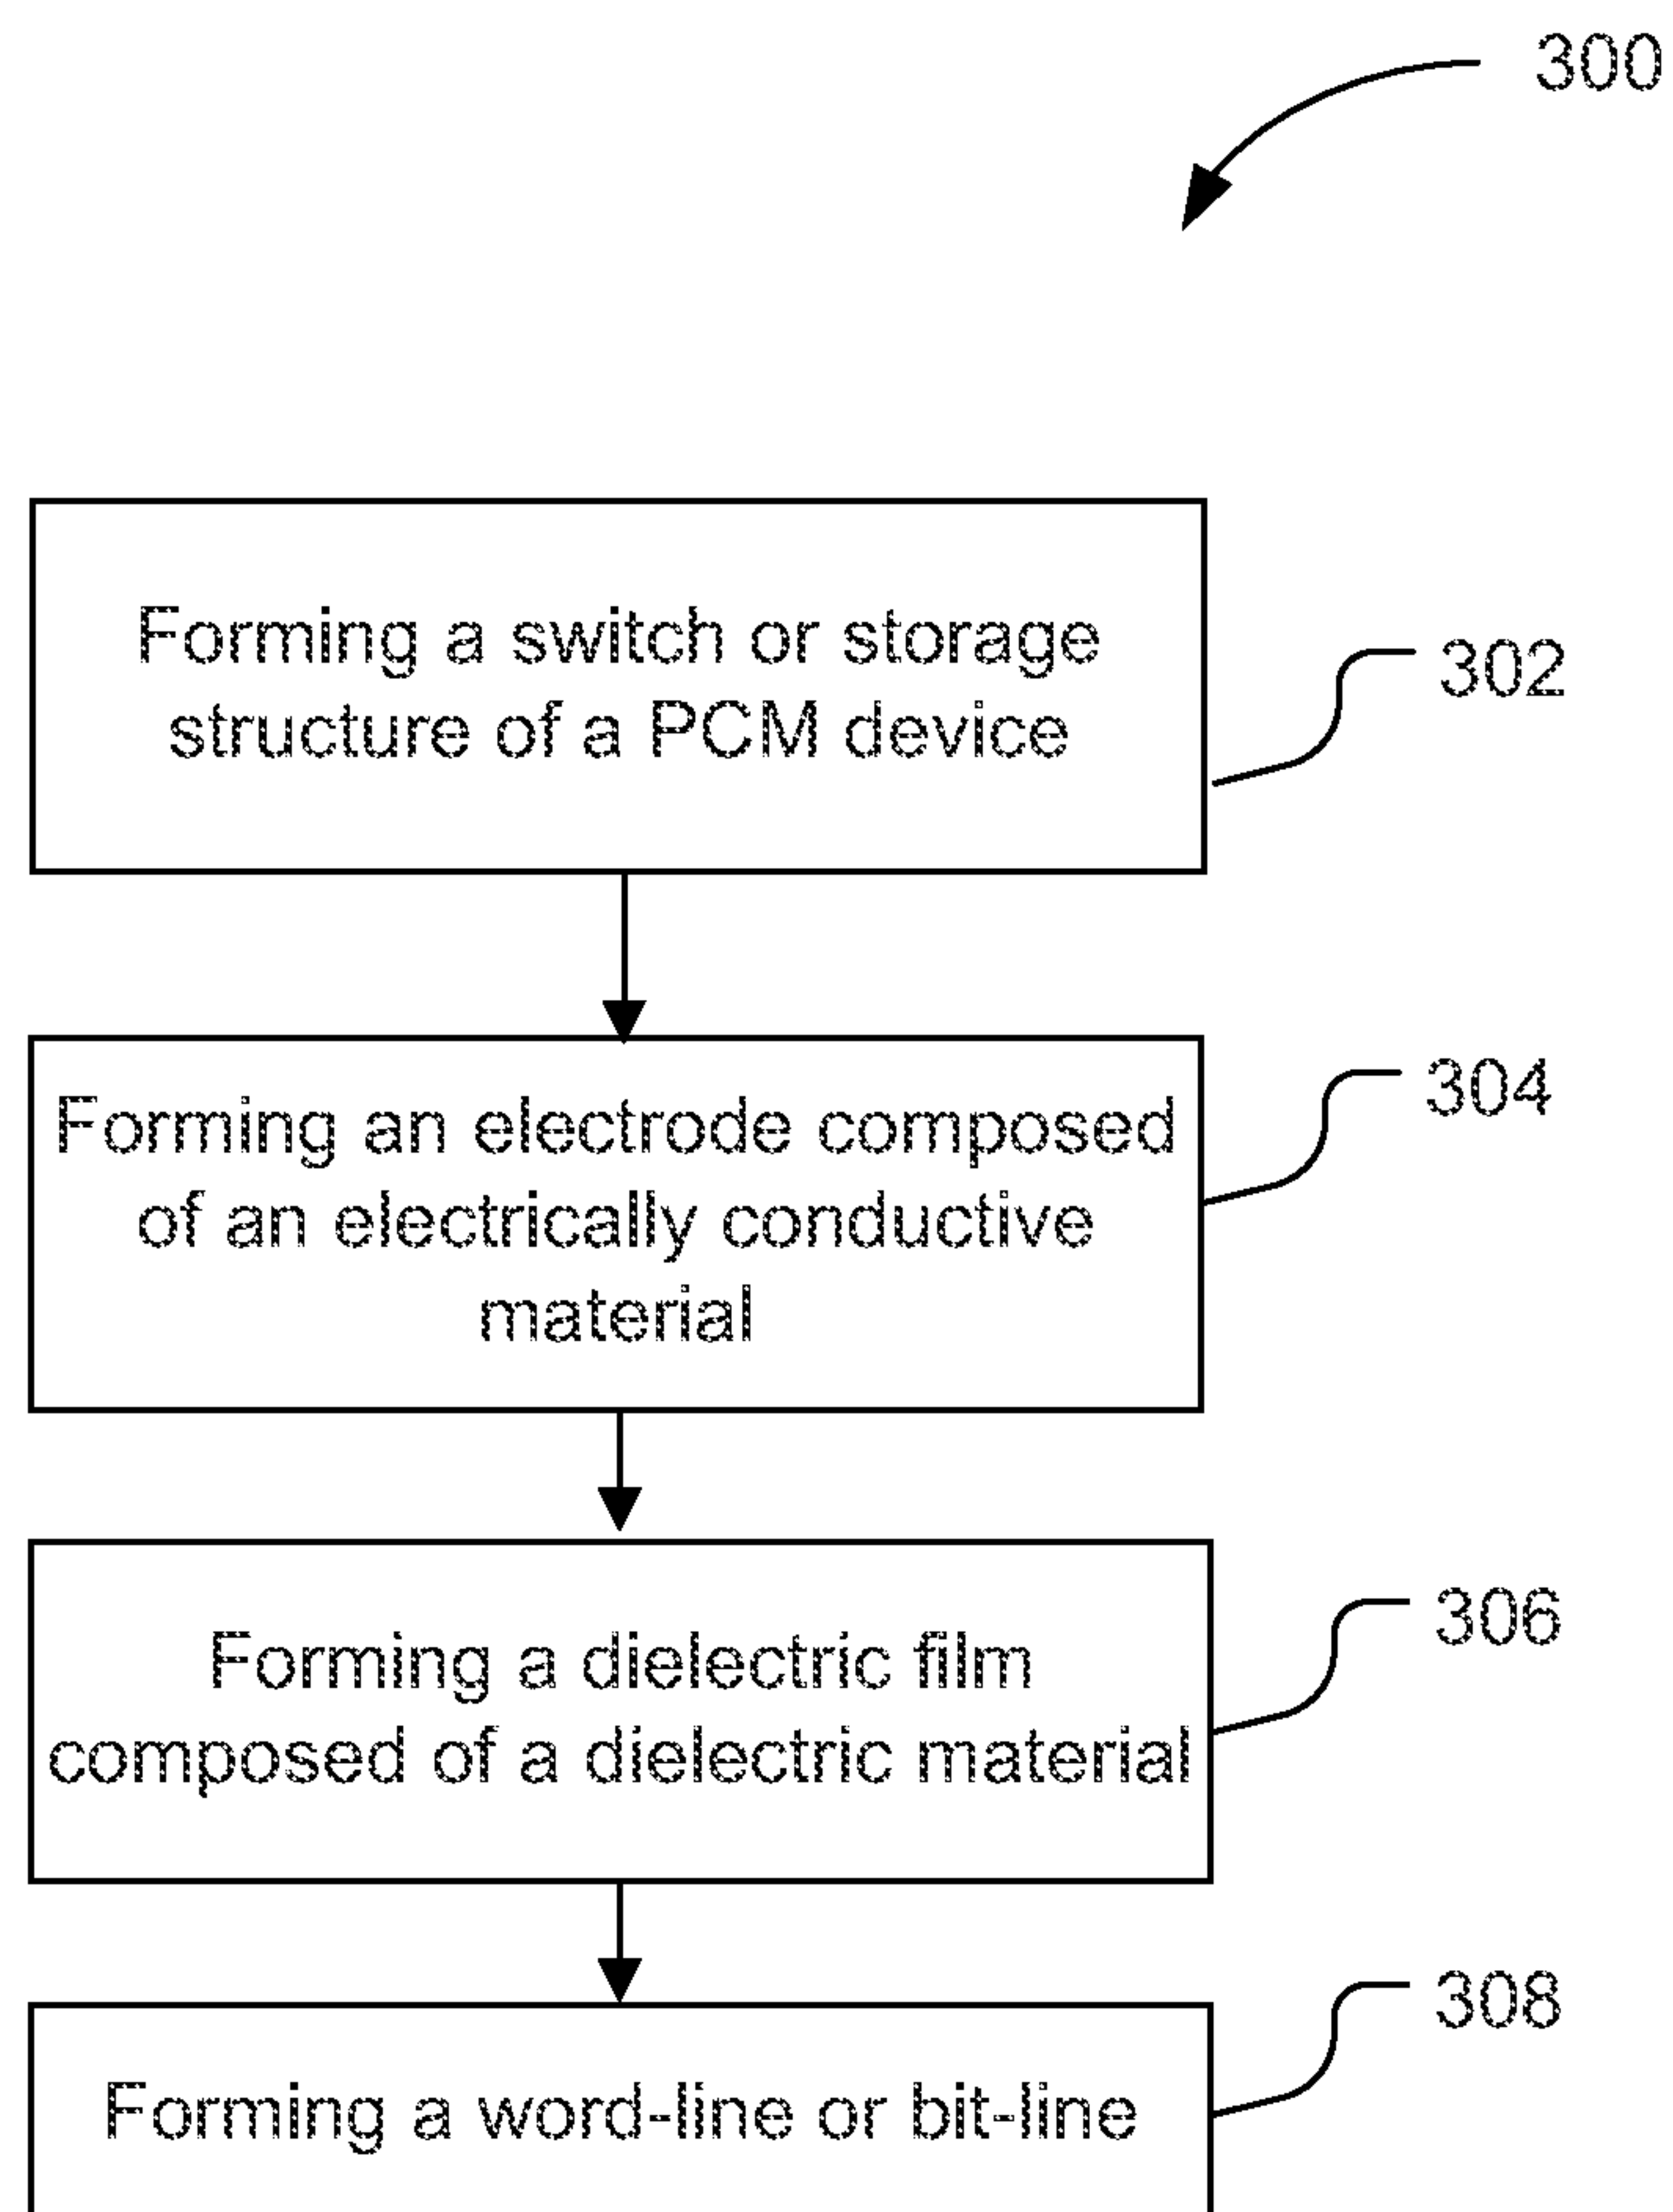 300
Forming a switch or storage
structure of a PCM device
302
Forming an electrode composed
of an electrically conductive
material
304
Forming a dielectric film
composed of a dielectric material
306
Forming a word-line or bit-line
308